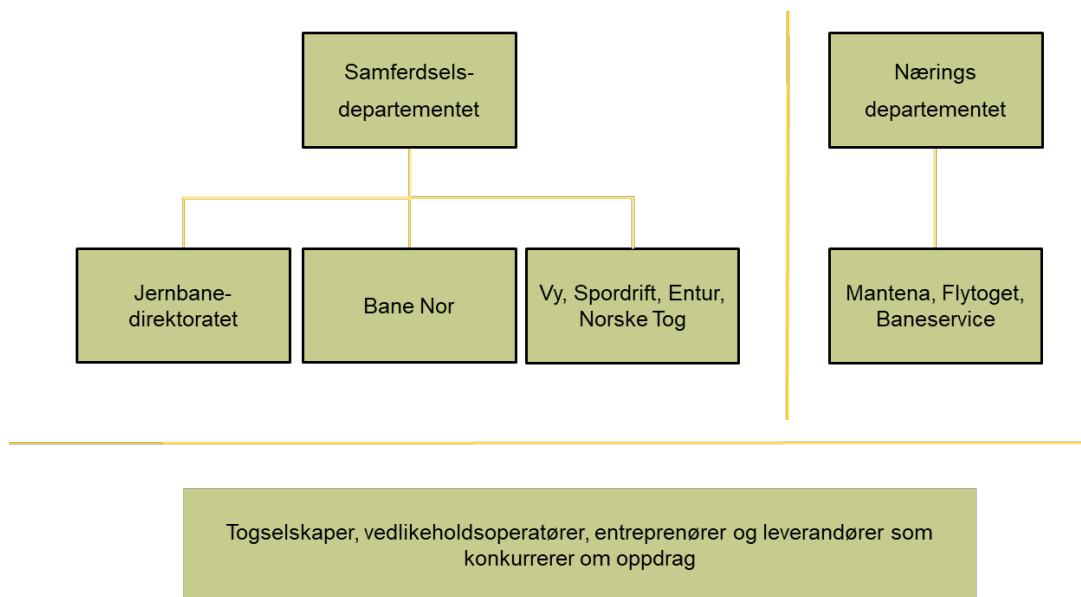 Samferdsels-
departementet
Nærings
departementet
Jernbane-
direktoratet
Bane Nor
Vy, Spordrift, Entur,
Norske Tog
Mantena, Flytoget,
Baneservice
Togselskaper, vedlikeholdsoperatører, entreprenører og leverandører som
konkurrerer om oppdrag